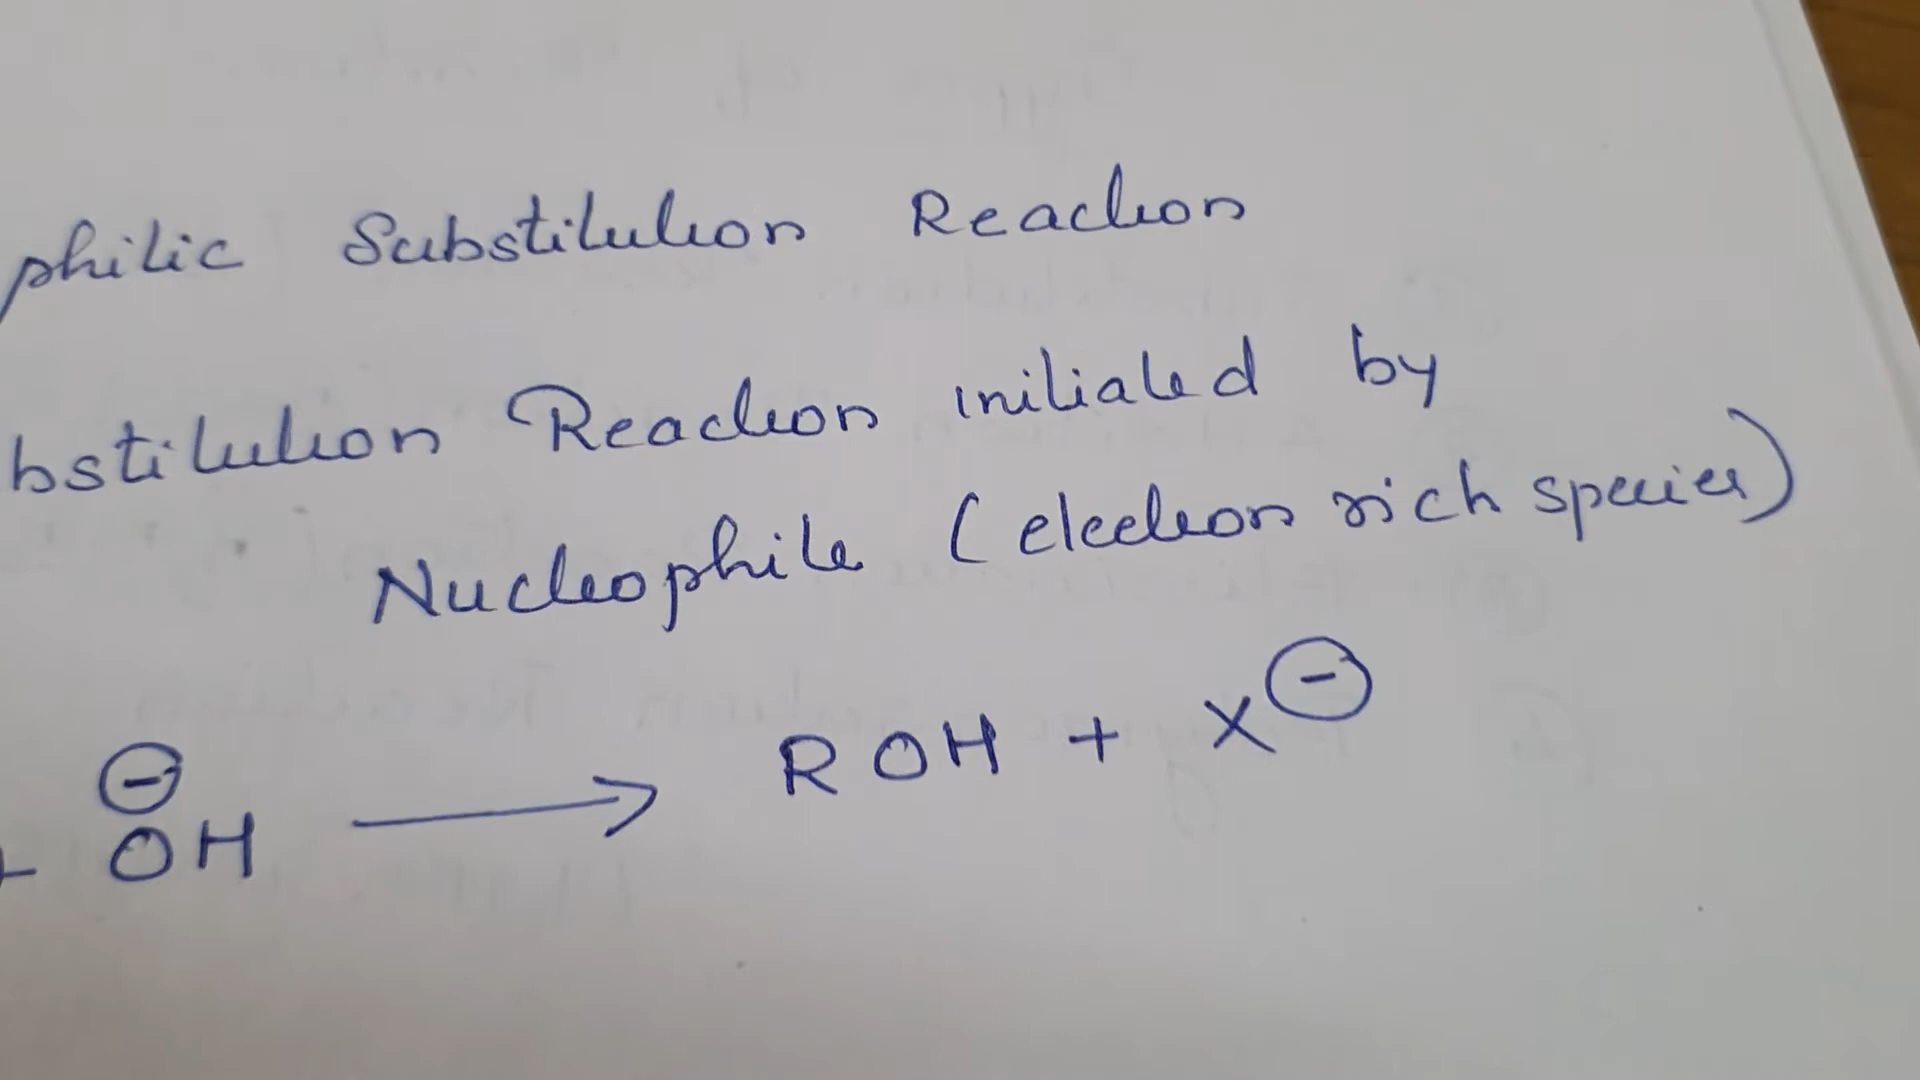 philic Substitution Reaction
bstitution Reaction initiated by
Nucleophile (electron rich species)
+ ⊖OH ⟶ ROH + X⊖